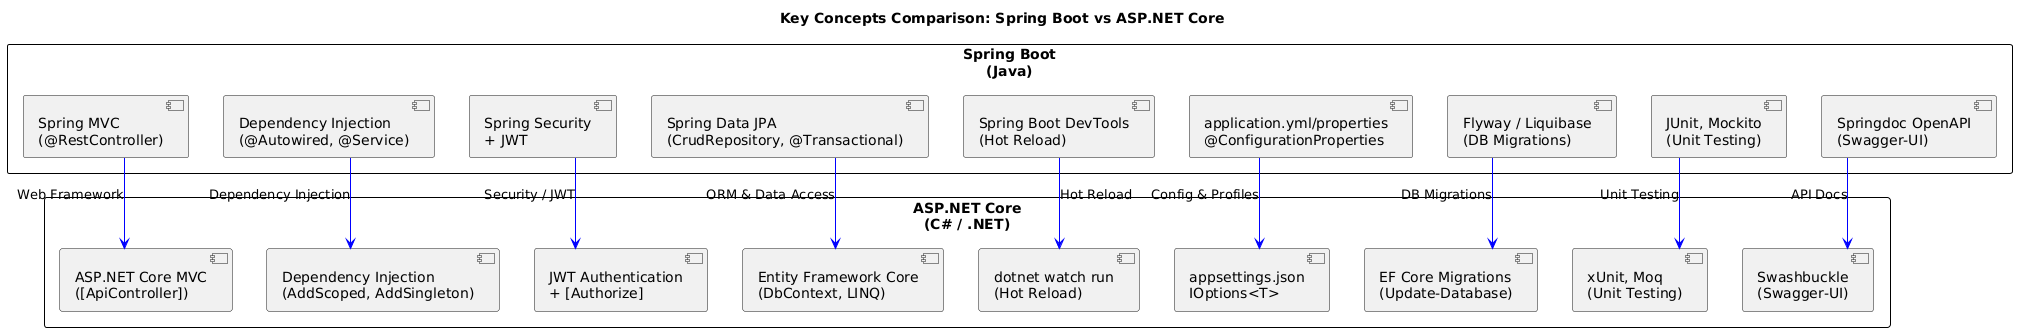 Key Concepts Comparison: Spring Boot vs ASP.NET Core
Spring Boot
(Java)
Spring MVC
(@RestController)
Dependency Injection
(@Autowired, @Service)
Spring Security
+ JWT
Spring Data JPA
(CrudRepository, @Transactional)
Spring Boot DevTools
(Hot Reload)
application.yml/properties
@ConfigurationProperties
Flyway / Liquibase
(DB Migrations)
JUnit, Mockito
(Unit Testing)
Springdoc OpenAPI
(Swagger-UI)
Web Framework
Dependency Injection
Security / JWT
ORM & Data Access
Hot Reload
Config & Profiles
DB Migrations
Unit Testing
API Docs
ASP.NET Core
(C# / .NET)
ASP.NET Core MVC
([ApiController])
Dependency Injection
(AddScoped, AddSingleton)
JWT Authentication
+ [Authorize]
Entity Framework Core
(DbContext, LINQ)
dotnet watch run
(Hot Reload)
appsettings.json
IOptions<T>
EF Core Migrations
(Update-Database)
xUnit, Moq
(Unit Testing)
Swashbuckle
(Swagger-UI)